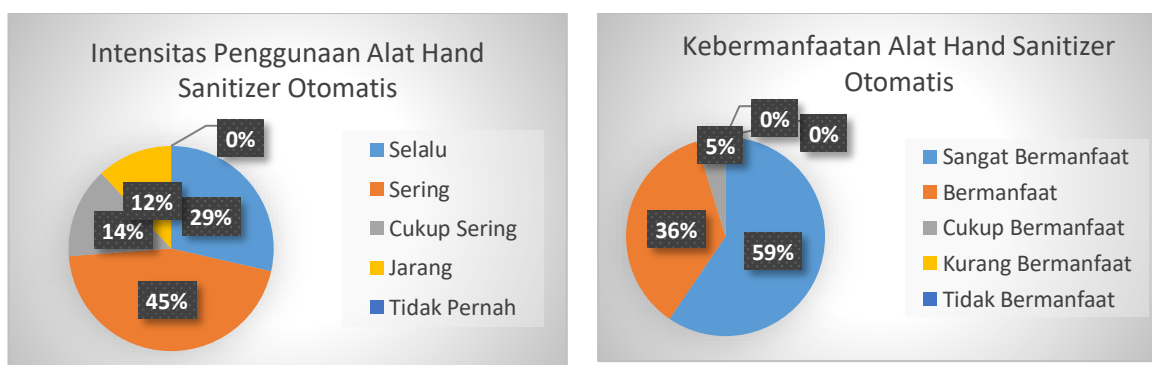 Intensitas Penggunaan Alat Hand
Sanitizer Otomatis
0%
12%
29%
14%
45%
Selalu
Sering
Cukup Sering
Jarang
Tidak Pernah
Kebermanfaatan Alat Hand Sanitizer
Otomatis
0%
0%
5%
36%
59%
Sangat Bermanfaat
Bermanfaat
Cukup Bermanfaat
Kurang Bermanfaat
Tidak Bermanfaat